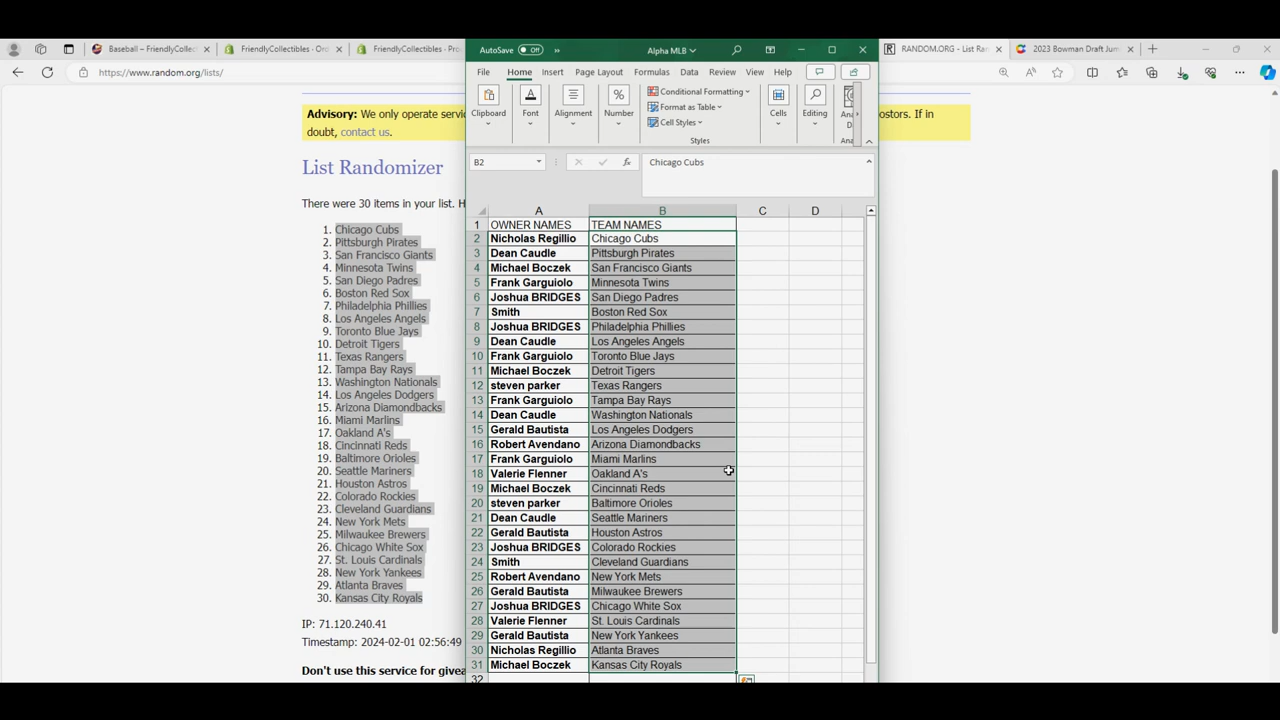 Baseball – FriendlyCollec
FriendlyCollectibles · Ord
FriendlyCollectibles · Pro
RANDOM.ORG - List Ran
2023 Bowman Draft Jum
https://www.random.org/lists/
Advisory: We only operate servic
ostors. If in
doubt, contact us.
List Randomizer
There were 30 items in your list. H
1. Chicago Cubs
2. Pittsburgh Pirates
3. San Francisco Giants
4. Minnesota Twins
5. San Diego Padres
6. Boston Red Sox
7. Philadelphia Phillies
8. Los Angeles Angels
9. Toronto Blue Jays
10. Detroit Tigers
11. Texas Rangers
12. Tampa Bay Rays
13. Washington Nationals
14. Los Angeles Dodgers
15. Arizona Diamondbacks
16. Miami Marlins
17. Oakland A's
18. Cincinnati Reds
19. Baltimore Orioles
20. Seattle Mariners
21. Houston Astros
22. Colorado Rockies
23. Cleveland Guardians
24. New York Mets
25. Milwaukee Brewers
26. Chicago White Sox
27. St. Louis Cardinals
28. New York Yankees
29. Atlanta Braves
30. Kansas City Royals
IP: 71.120.240.41
Timestamp: 2024-02-01 02:56:49
Don't use this service for givea
AutoSave Off
Alpha MLB
File Home Insert Page Layout Formulas Data Review View Help
Clipboard
Font
Alignment
Number
Conditional Formatting
Format as Table
Cell Styles
Styles
Cells
Editing
Ana
D
Ana
B2
fx
Chicago Cubs
A B C D
1 OWNER NAMES TEAM NAMES
2 Nicholas Regillio Chicago Cubs
3 Dean Caudle Pittsburgh Pirates
4 Michael Boczek San Francisco Giants
5 Frank Garguiolo Minnesota Twins
6 Joshua BRIDGES San Diego Padres
7 Smith Boston Red Sox
8 Joshua BRIDGES Philadelphia Phillies
9 Dean Caudle Los Angeles Angels
10 Frank Garguiolo Toronto Blue Jays
11 Michael Boczek Detroit Tigers
12 steven parker Texas Rangers
13 Frank Garguiolo Tampa Bay Rays
14 Dean Caudle Washington Nationals
15 Gerald Bautista Los Angeles Dodgers
16 Robert Avendano Arizona Diamondbacks
17 Frank Garguiolo Miami Marlins
18 Valerie Flenner Oakland A's
19 Michael Boczek Cincinnati Reds
20 steven parker Baltimore Orioles
21 Dean Caudle Seattle Mariners
22 Gerald Bautista Houston Astros
23 Joshua BRIDGES Colorado Rockies
24 Smith Cleveland Guardians
25 Robert Avendano New York Mets
26 Gerald Bautista Milwaukee Brewers
27 Joshua BRIDGES Chicago White Sox
28 Valerie Flenner St. Louis Cardinals
29 Gerald Bautista New York Yankees
30 Nicholas Regillio Atlanta Braves
31 Michael Boczek Kansas City Royals
32